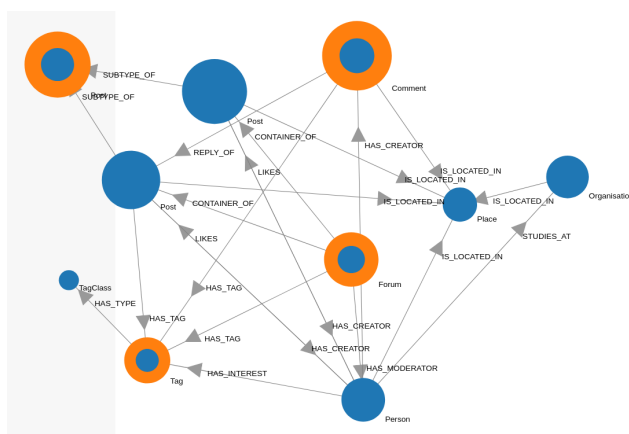 SUBTYPE_OF
Comment
SUBTYPE_OF
Post
Post
CONTAINER_OF
HAS_CREATOR
REPLY_OF
LIKES
IS_LOCATED_IN
IS_LOCATED_IN
Organisatio
Post
CONTAINER_OF
IS_LOCATED_IN
IS_LOCATED_IN
Place
LIKES
STUDIES_AT
IS_LOCATED_IN
Forum
TagClass
HAS_TAG
HAS_TYPE
HAS_TAG
HAS_CREATOR
HAS_TAG
HAS_CREATOR
HAS_INTEREST
HAS_MODERATOR
Tag
Person